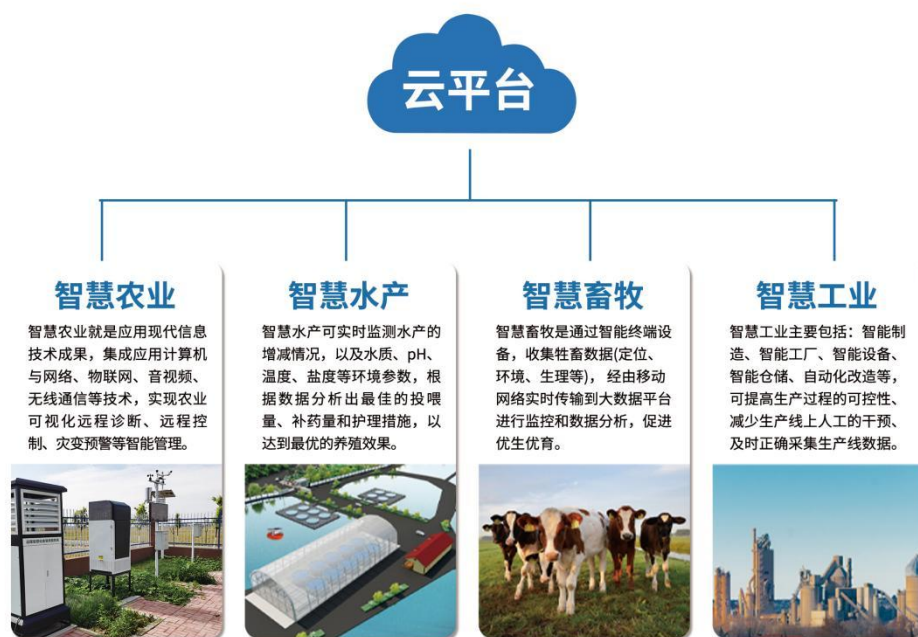 云平台
智慧农业
智慧农业就是应用现代信息
技术成果，集成应用计算机
与网络、物联网、音视频、
无线通信等技术，实现农业
可视化远程诊断、远程控
制、灾变预警等智能管理。
智慧水产
智慧水产可实时监测水产的
增减情况，以及水质、pH、
温度、盐度等环境参数，根
据数据分析出最佳的投喂
量、补药量和护理措施，以
达到最优的养殖效果。
智慧畜牧
智慧畜牧是通过智能终端设
备，收集牲畜数据(定位、
环境、生理等)，经由移动
网络实时传输到大数据平台
进行监控和数据分析，促进
优生优育。
智慧工业
智慧工业主要包括：智能制
造、智能工厂、智能设备、
智能仓储、自动化改造等，
可提高生产过程的可控性、
减少生产线上人工的干预、
及时正确采集生产线数据。